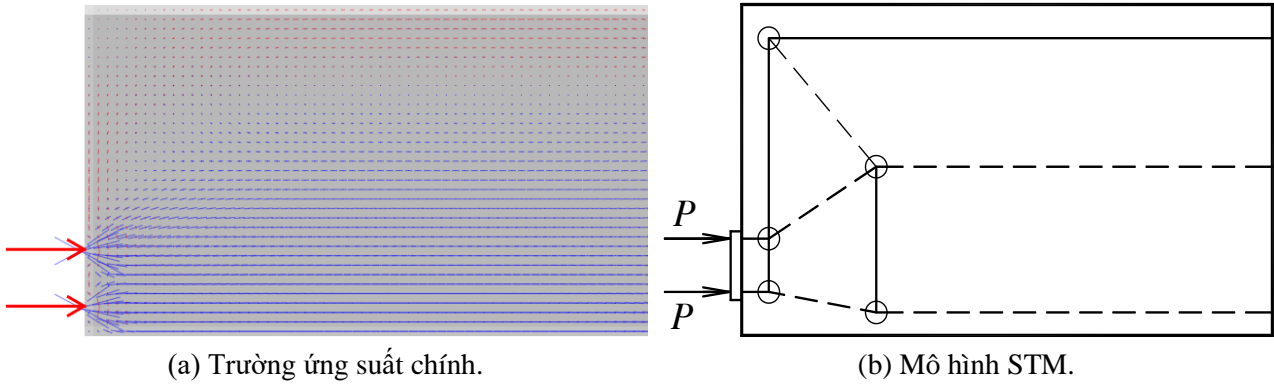 P
P
(a) Trường ứng suất chính.
(b) Mô hình STM.